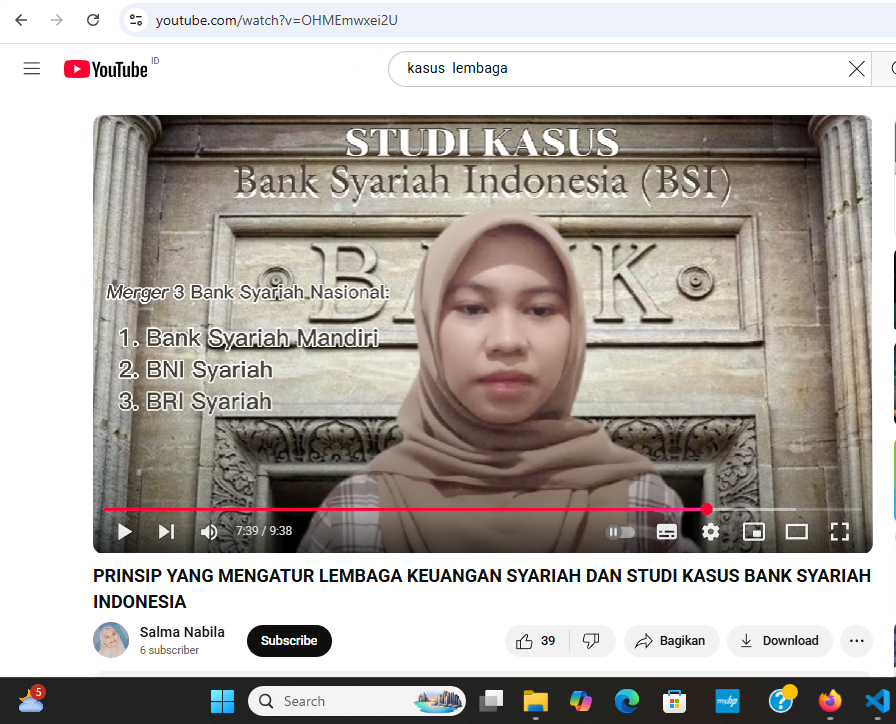 youtube.com/watch?v=OHMEmwxei2U
YouTube ID
kasus lembaga
STUDI KASUS
Bank Syariah Indonesia (BSI)
BANK
Merger 3 Bank Syariah Nasional:
1. Bank Syariah Mandiri
2. BNI Syariah
3. BRI Syariah
7:39 / 9:38
PRINSIP YANG MENGATUR LEMBAGA KEUANGAN SYARIAH DAN STUDI KASUS BANK SYARIAH
INDONESIA
Salma Nabila
6 subscriber
Subscribe
39
Bagikan
Download
5
Search
myhp